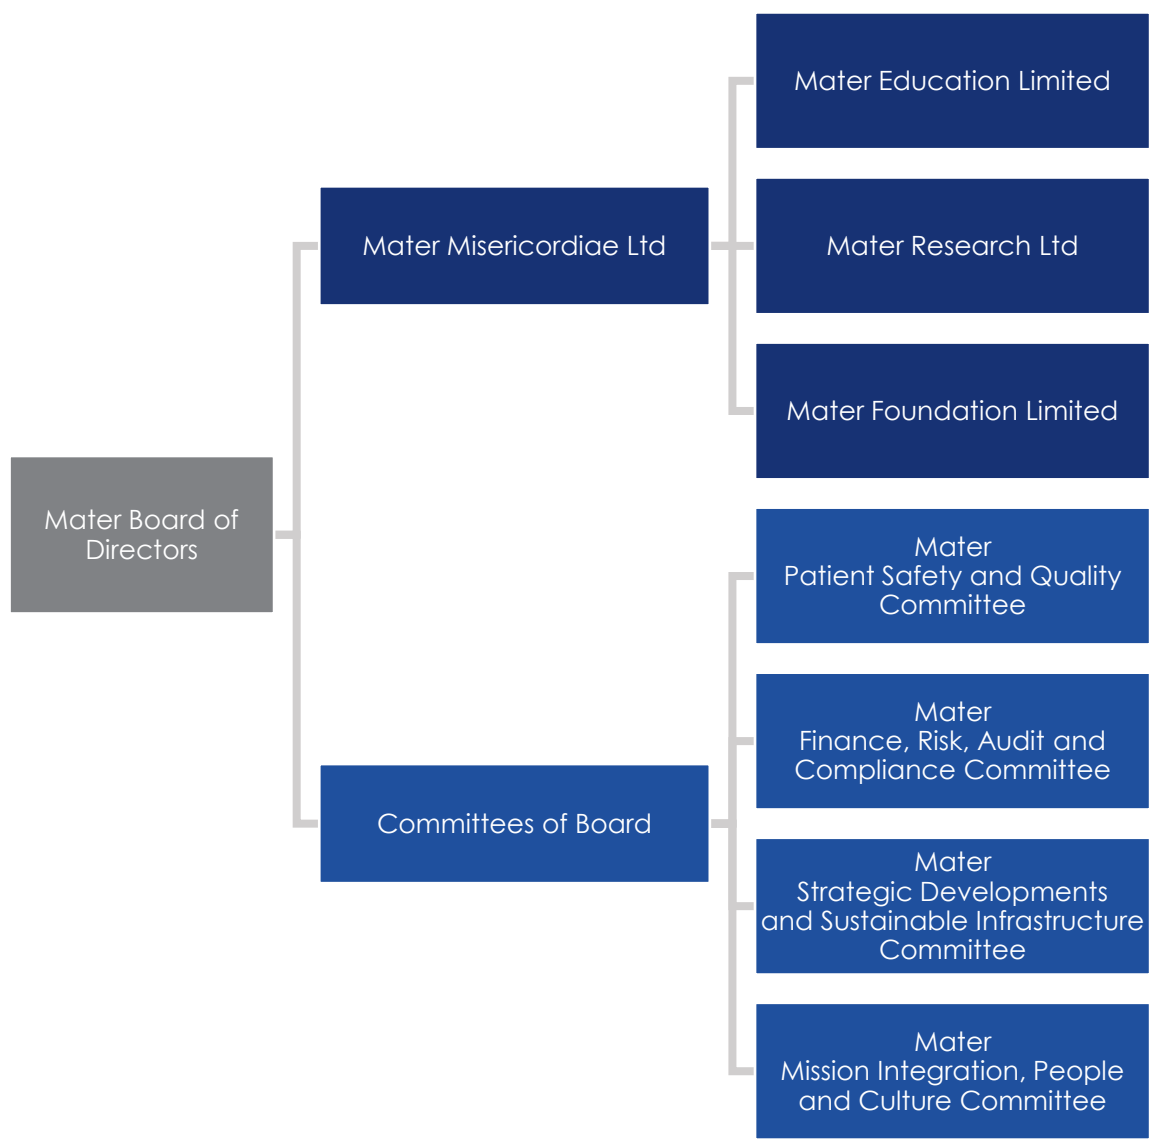 Mater Board of
Directors
Mater Misericordiae Ltd
Mater Education Limited
Mater Research Ltd
Mater Foundation Limited
Committees of Board
Mater
Patient Safety and Quality
Committee
Mater
Finance, Risk, Audit and
Compliance Committee
Mater
Strategic Developments
and Sustainable Infrastructure
Committee
Mater
Mission Integration, People
and Culture Committee